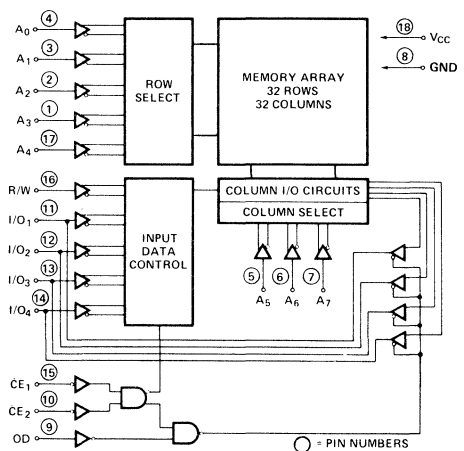 A0 4
A1 3
A2 2
A3 1
A4 17
ROW
SELECT
MEMORY ARRAY
32 ROWS
32 COLUMNS
18 VCC
8 GND
R/W 16
I/O1 11
I/O2 12
I/O3 13
I/O4 14
INPUT
DATA
CONTROL
COLUMN I/O CIRCUITS
COLUMN SELECT
5 6 7
A5 A6 A7
CE1 15
CE2 10
OD 9
= PIN NUMBERS